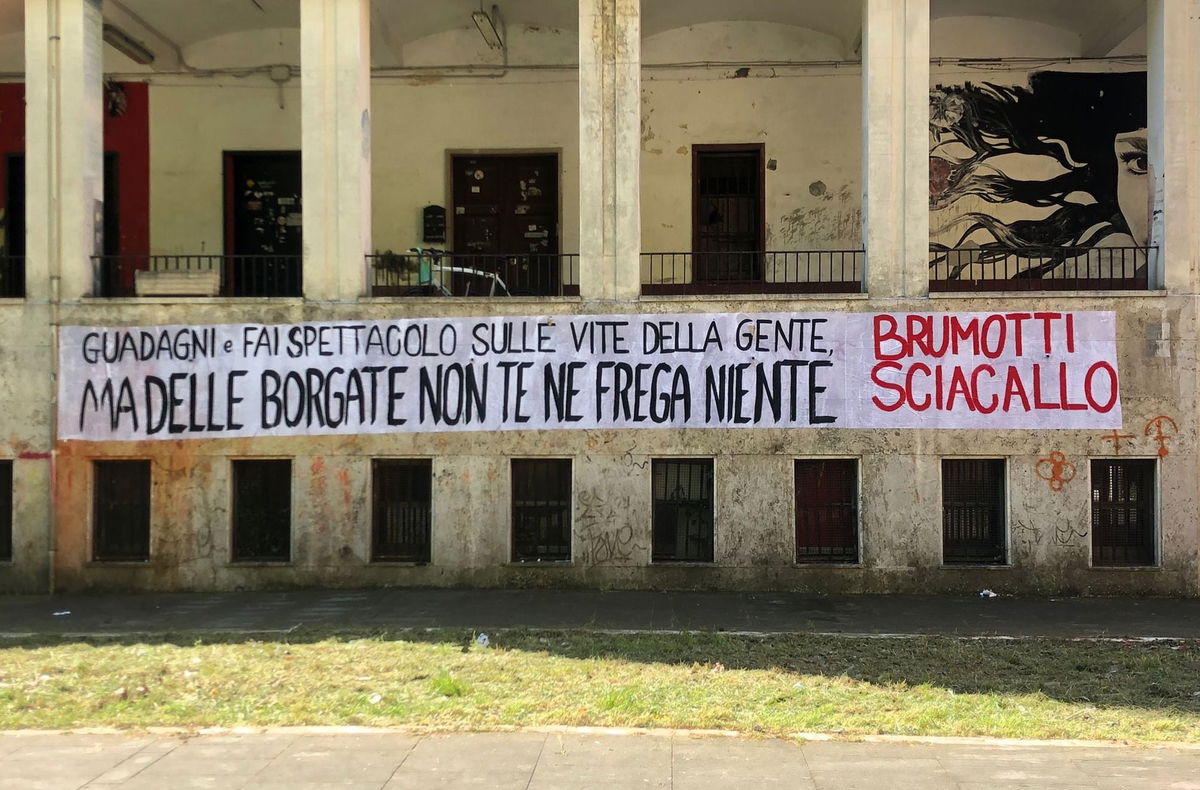 GUADAGNI e FAI SPETTACOLO SULLE VITE DELLA GENTE,
MA DELLE BORGATE NON TE NE FREGA NIENTE
BRUMOTTI
SCIACALLO